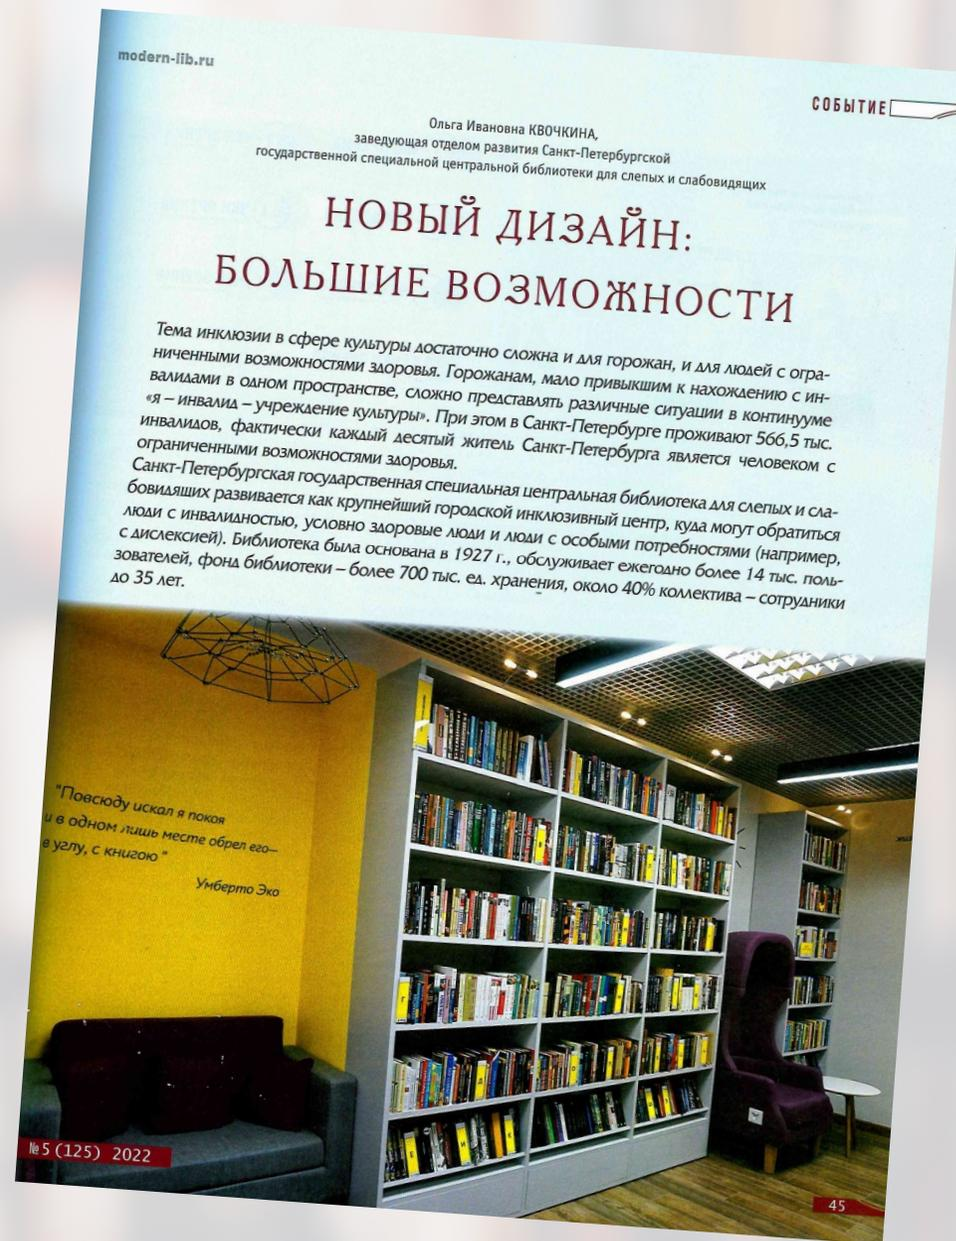 modern-lib.ru
СОБЫТИЕ
Ольга Ивановна КВОЧКИНА,
заведующая отделом развития Санкт-Петербургской
государственной специальной центральной библиотеки для слепых и слабовидящих
НОВЫЙ ДИЗАЙН:
БОЛЬШИЕ ВОЗМОЖНОСТИ
Тема инклюзии в сфере культуры достаточно сложна и для горожан, и для людей с огра-
ниченными возможностями здоровья. Горожанам, мало привыкшим к нахождению с ин-
валидами в одном пространстве, сложно представлять различные ситуации в континууме
«я – инвалид – учреждение культуры». При этом в Санкт-Петербурге проживают 566,5 тыс.
инвалидов, фактически каждый десятый житель Санкт-Петербурга является человеком с
ограниченными возможностями здоровья.
Санкт-Петербургская государственная специальная центральная библиотека для слепых и сла-
бовидящих развивается как крупнейший городской инклюзивный центр, куда могут обратиться
люди с инвалидностью, условно здоровые люди и люди с особыми потребностями (например,
с дислексией). Библиотека была основана в 1927 г., обслуживает ежегодно более 14 тыс. поль-
зователей, фонд библиотеки – более 700 тыс. ед. хранения, около 40% коллектива – сотрудники
до 35 лет.
"Повсюду искал я покоя
и в одном лишь месте обрел его—
в углу, с книгою"
Умберто Эко
№5 (125) 2022
45